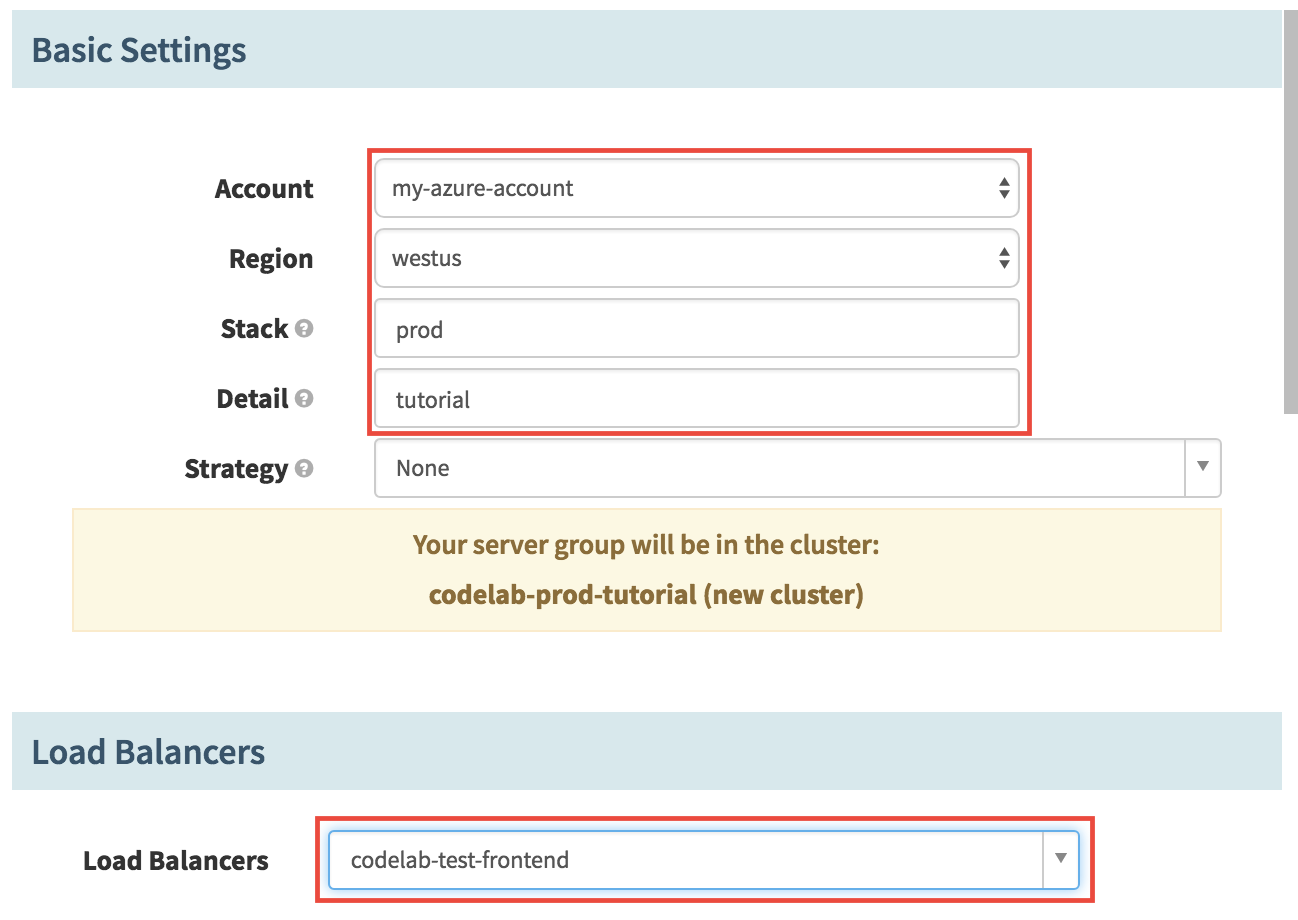 Basic Settings
Account my-azure-account
Region westus
Stack ? prod
Detail ? tutorial
Strategy ? None
Your server group will be in the cluster:
codelab-prod-tutorial (new cluster)
Load Balancers
Load Balancers codelab-test-frontend